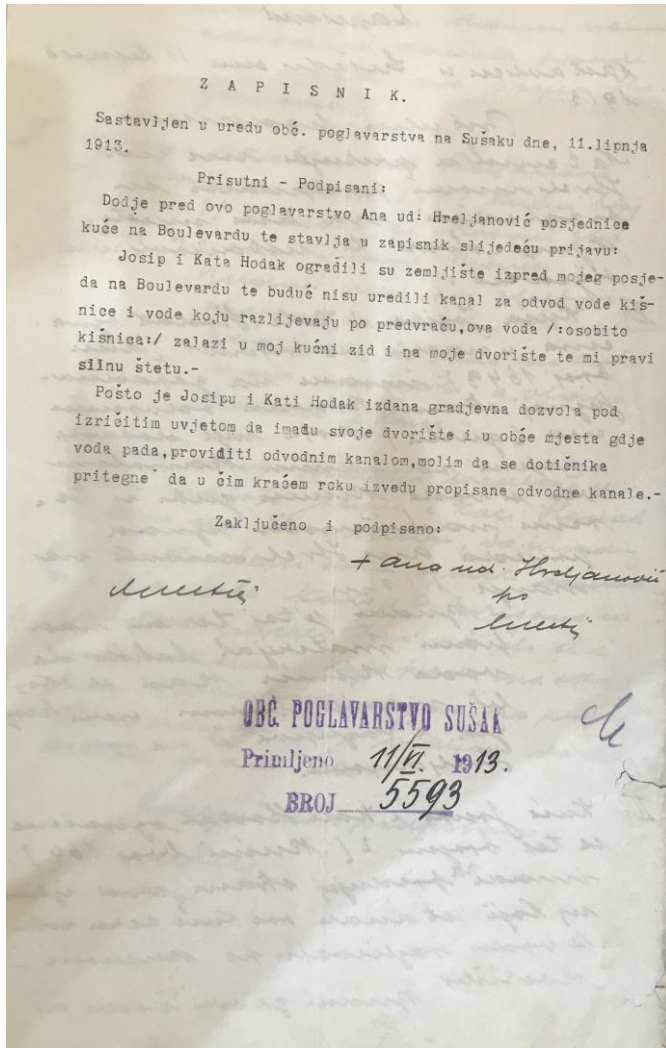 Z A P I S N I K.
Sastavljen u uredu obć. poglavarstva na Sušaku dne, 11.lipnja
1913.
Prisutni - Podpisani:
Dodje pred ovo poglavarstvo Ana ud: Hreljanović posjednica
kuće na Boulevardu te stavlja u zapisnik slijedeću prijavu:
Josip i Kata Hodak ogradili su zemljište izpred mojeg posje-
da na Boulevardu te buduć nisu uredili kanal za odvod vode kiš-
nice i vode koju razlijevaju po predvraću,ova voda /:osobito
kišnica:/ zalazi u moj kućni zid i na moje dvorište te mi pravi
silnu štetu.-
Pošto je Josipu i Kati Hodak izdana gradjevna dozvola pod
izričitim uvjetom da imadu svoje dvorište i u obće mjesta gdje
voda pada,providiti odvodnim kanalom,molim da se dotičnika
pritegne da u čim kraćem roku izvedu propisane odvodne kanale.-
Zaključeno i podpisano:
+ Ana ud. Hreljanović
OBĆ. POGLAVARSTVO SUŠAK
Primljeno 11/VI. 1913.
BROJ 5593